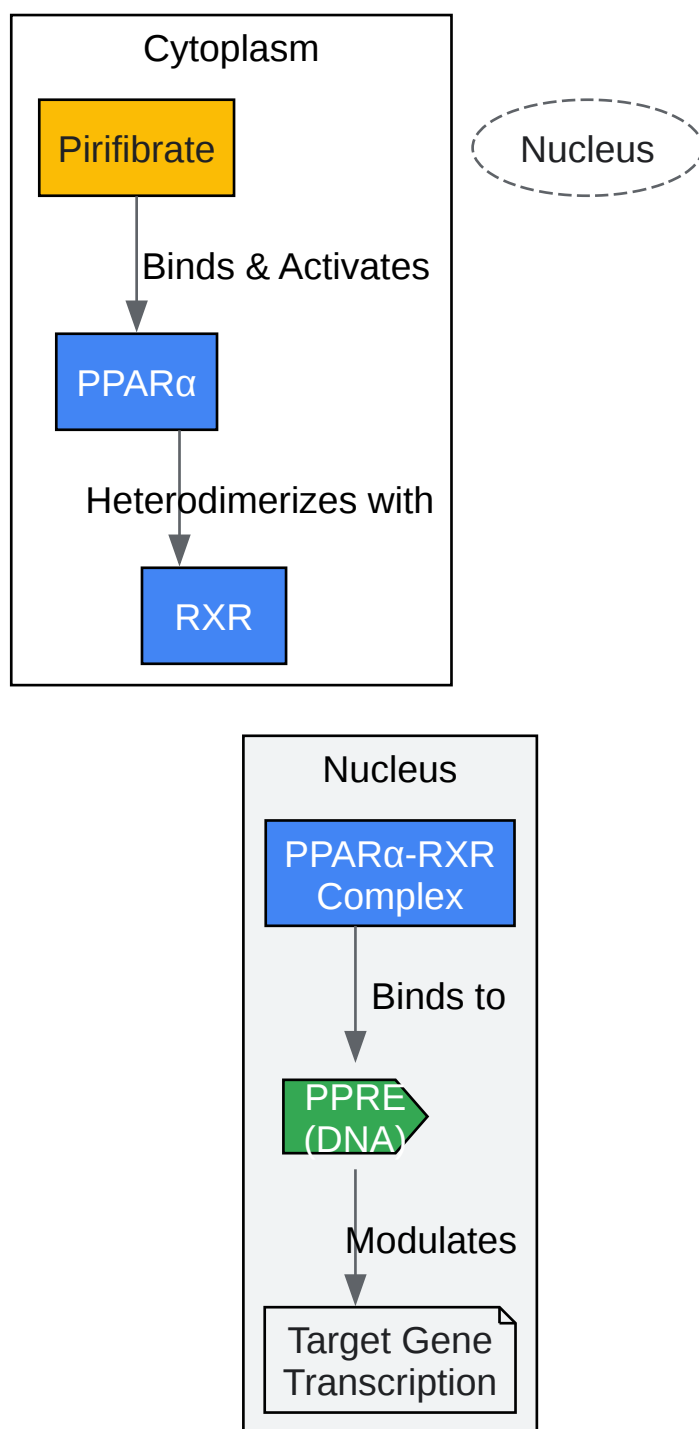 Cytoplasm
Pirifibrate
Nucleus
Binds & Activates
PPARα
Heterodimerizes with
RXR
Nucleus
PPARα-RXR
Complex
Binds to
PPRE
(DNA)
Modulates
Target Gene
Transcription